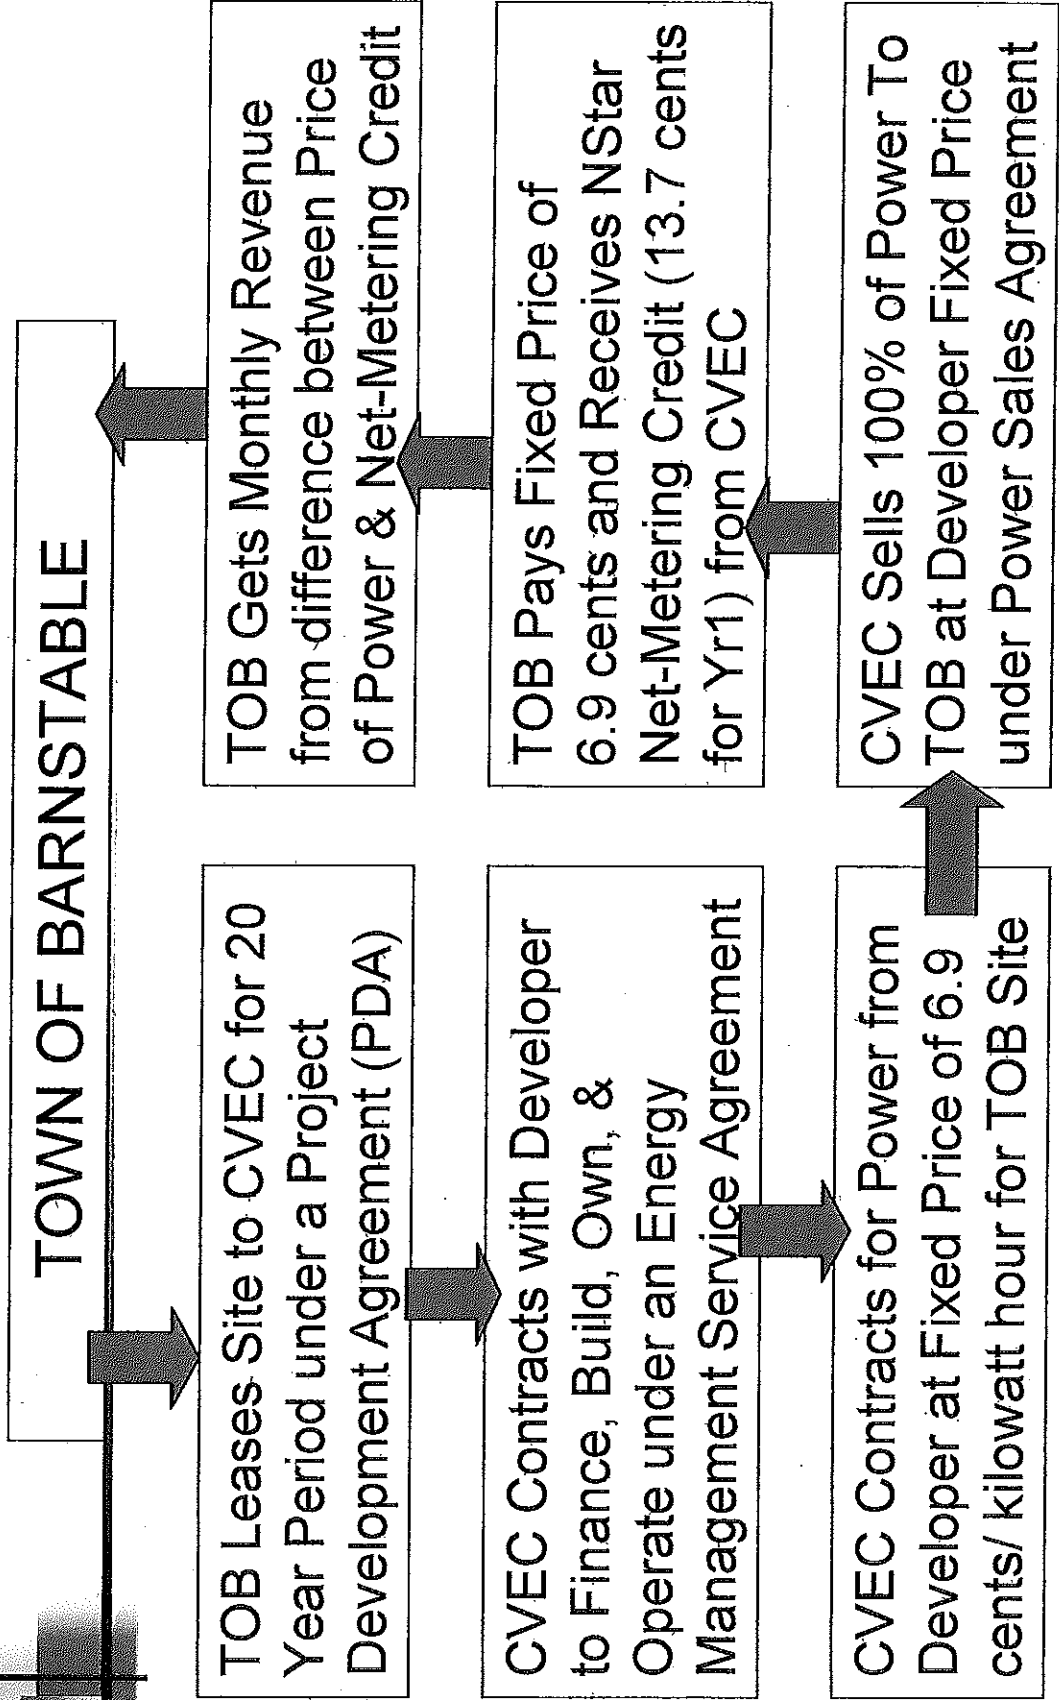 TOWN OF BARNSTABLE
TOB Leases Site to CVEC for 20
Year Period under a Project
Development Agreement (PDA)
CVEC Contracts with Developer
to Finance, Build, Own, &
Operate under an Energy
Management Service Agreement
CVEC Contracts for Power from
Developer at Fixed Price of 6.9
cents/ kilowatt hour for TOB Site
CVEC Sells 100% of Power To
TOB at Developer Fixed Price
under Power Sales Agreement
TOB Pays Fixed Price of
6.9 cents and Receives NStar
Net-Metering Credit (13.7 cents
for Yr1) from CVEC
TOB Gets Monthly Revenue
from difference between Price
of Power & Net-Metering Credit